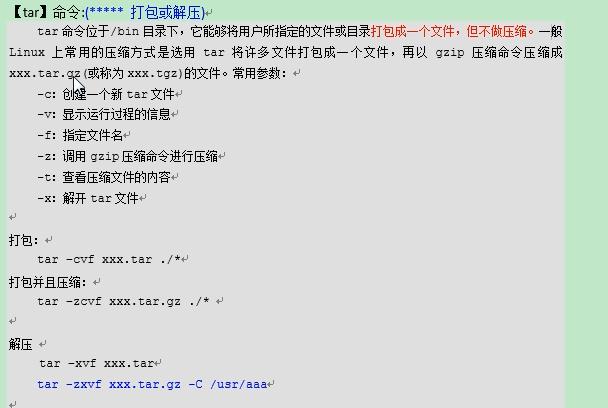 【tar】命令:(***** 打包或解压)
tar 命令位于/bin 目录下，它能够将用户所指定的文件或目录打包成一个文件，但不做压缩。一般
Linux 上常用的压缩方式是选用 tar 将许多文件打包成一个文件，再以 gzip 压缩命令压缩成
xxx.tar.gz(或称为 xxx.tgz)的文件。常用参数：
-c：创建一个新 tar 文件
-v：显示运行过程的信息
-f：指定文件名
-z：调用 gzip 压缩命令进行压缩
-t：查看压缩文件的内容
-x：解开 tar 文件
打包：
tar –cvf xxx.tar ./*
打包并且压缩：
tar –zcvf xxx.tar.gz ./*
解压
tar –xvf xxx.tar
tar -zxvf xxx.tar.gz -C /usr/aaa